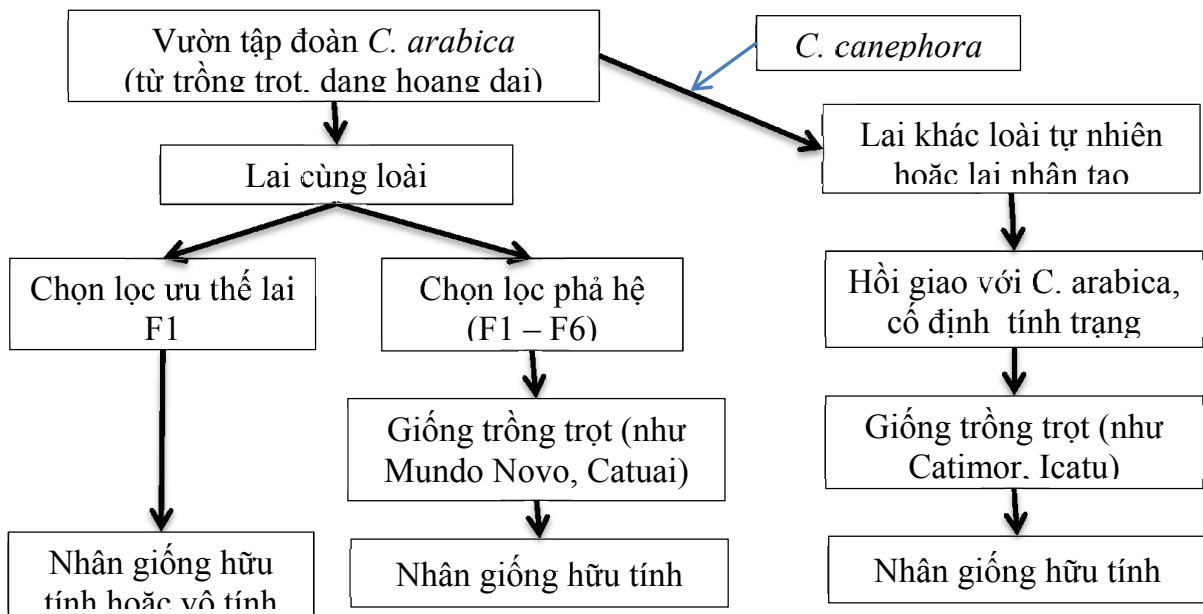 Vườn tập đoàn C. arabica
(từ trồng trọt, dạng hoang dại)
C. canephora
Lai khác loài tự nhiên
hoặc lai nhân tạo
Lai cùng loài
Chọn lọc ưu thế lai
F1
Chọn lọc phả hệ
(F1 – F6)
Hồi giao với C. arabica,
cố định tính trạng
Giống trồng trọt (như
Mundo Novo, Catuai)
Giống trồng trọt (như
Catimor, Icatu)
Nhân giống hữu
tính hoặc vô tính
Nhân giống hữu tính
Nhân giống hữu tính